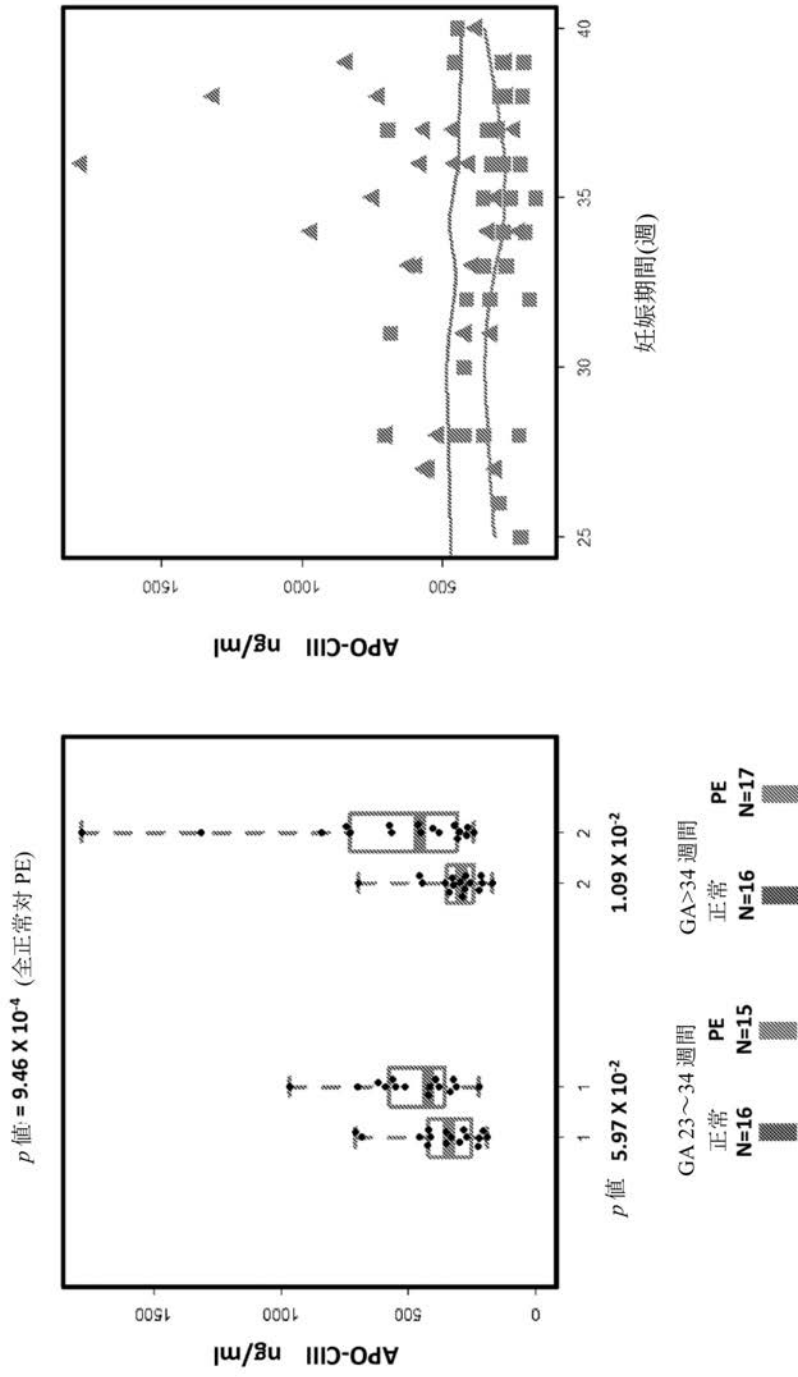 p 値: = 9.46 X 10-4 (全正常対 PE)
APO-CIII ng/ml
1500
1000
500
0
1
1
2
2
p 値 5.97 X 10-2
1.09 X 10-2
GA 23～34 週間
GA>34 週間
正常
PE
正常
PE
N=16
N=15
N=16
N=17
APO-CIII ng/ml
1500
1000
500
25
30
35
40
妊娠期間(週)